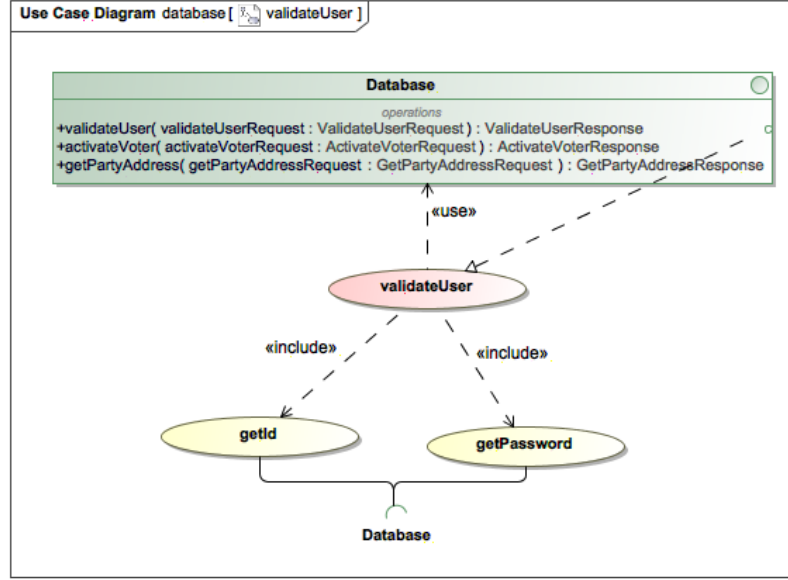 Use Case Diagram database [ validateUser ]
Database
operations
+validateUser( validateUserRequest : ValidateUserRequest ) : ValidateUserResponse
+activateVoter( activateVoterRequest : ActivateVoterRequest ) : ActivateVoterResponse
+getPartyAddress( getPartyAddressRequest : GetPartyAddressRequest ) : GetPartyAddressResponse
«use»
validateUser
«include»
«include»
getId
getPassword
Database